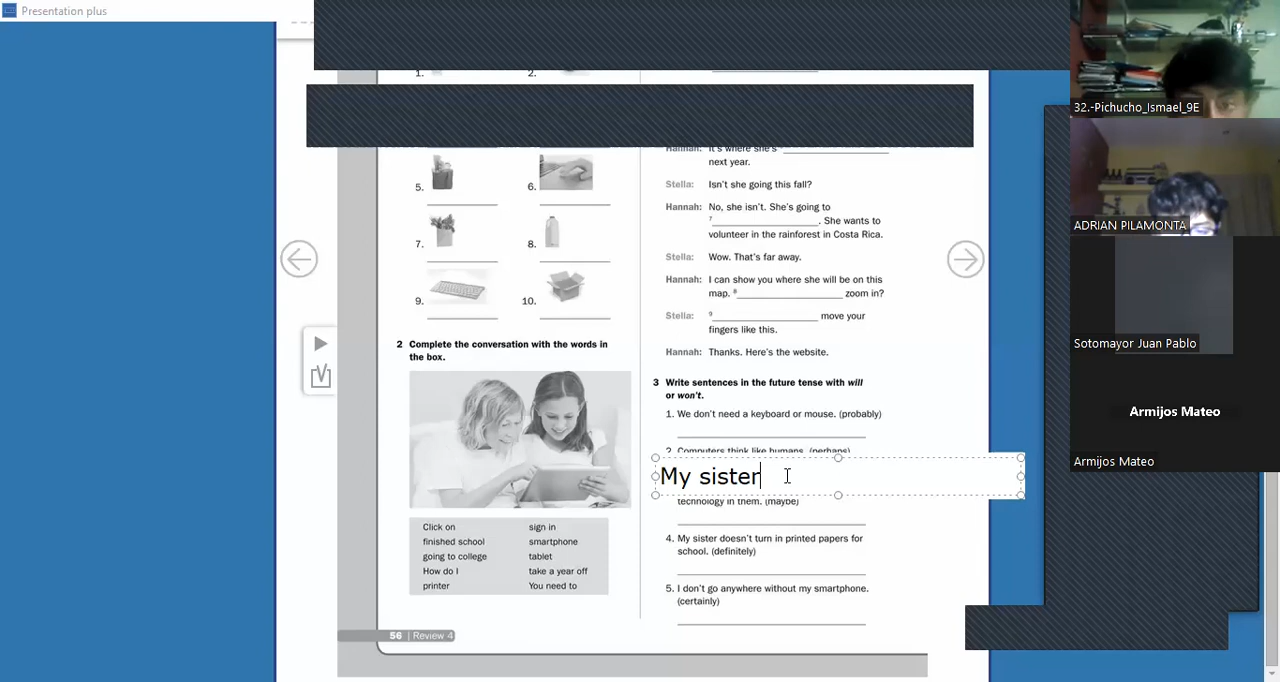 Presentation plus
1.
2.
5.
6.
7.
8.
9.
10.
2 Complete the conversation with the words in
the box.
Click on
finished school
going to college
How do I
printer
sign in
smartphone
tablet
take a year off
You need to
56 | Review 4
Hannah: It's where she's
next year.
Stella: Isn't she going this fall?
Hannah: No, she isn't. She's going to
7 . She wants to
volunteer in the rainforest in Costa Rica.
Stella: Wow. That's far away.
Hannah: I can show you where she will be on this
map. 8 zoom in?
Stella: 9 move your
fingers like this.
Hannah: Thanks. Here's the website.
3 Write sentences in the future tense with will
or won't.
1. We don't need a keyboard or mouse. (probably)
2. Computers think like humans. (perhaps)
My sister
technology in them. (maybe)
4. My sister doesn't turn in printed papers for
school. (definitely)
5. I don't go anywhere without my smartphone.
(certainly)
32.-Pichucho_Ismael_9E
ADRIAN PILAMONTA
Sotomayor Juan Pablo
Armijos Mateo
Armijos Mateo